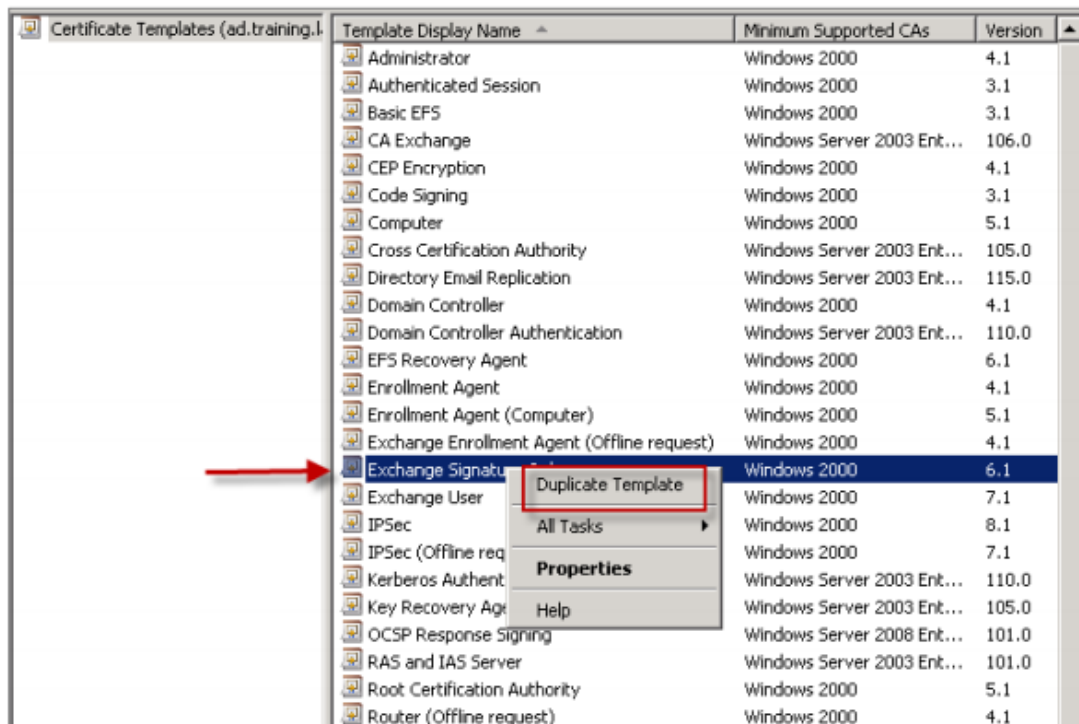 Certificate Templates (ad.training.l
Template Display Name Minimum Supported CAs Version
Administrator Windows 2000 4.1
Authenticated Session Windows 2000 3.1
Basic EFS Windows 2000 3.1
CA Exchange Windows Server 2003 Ent... 106.0
CEP Encryption Windows 2000 4.1
Code Signing Windows 2000 3.1
Computer Windows 2000 5.1
Cross Certification Authority Windows Server 2003 Ent... 105.0
Directory Email Replication Windows Server 2003 Ent... 115.0
Domain Controller Windows 2000 4.1
Domain Controller Authentication Windows Server 2003 Ent... 110.0
EFS Recovery Agent Windows 2000 6.1
Enrollment Agent Windows 2000 4.1
Enrollment Agent (Computer) Windows 2000 5.1
Exchange Enrollment Agent (Offline request) Windows 2000 4.1
Exchange Signatu Windows 2000 6.1
Duplicate Template
Exchange User Windows 2000 7.1
IPSec Windows 2000 8.1
All Tasks
IPSec (Offline req Windows 2000 7.1
Properties
Kerberos Authent Windows Server 2003 Ent... 110.0
Key Recovery Age Windows Server 2003 Ent... 105.0
Help
OCSP Response Signing Windows Server 2008 Ent... 101.0
RAS and IAS Server Windows Server 2003 Ent... 101.0
Root Certification Authority Windows 2000 5.1
Router (Offline request) Windows 2000 4.1